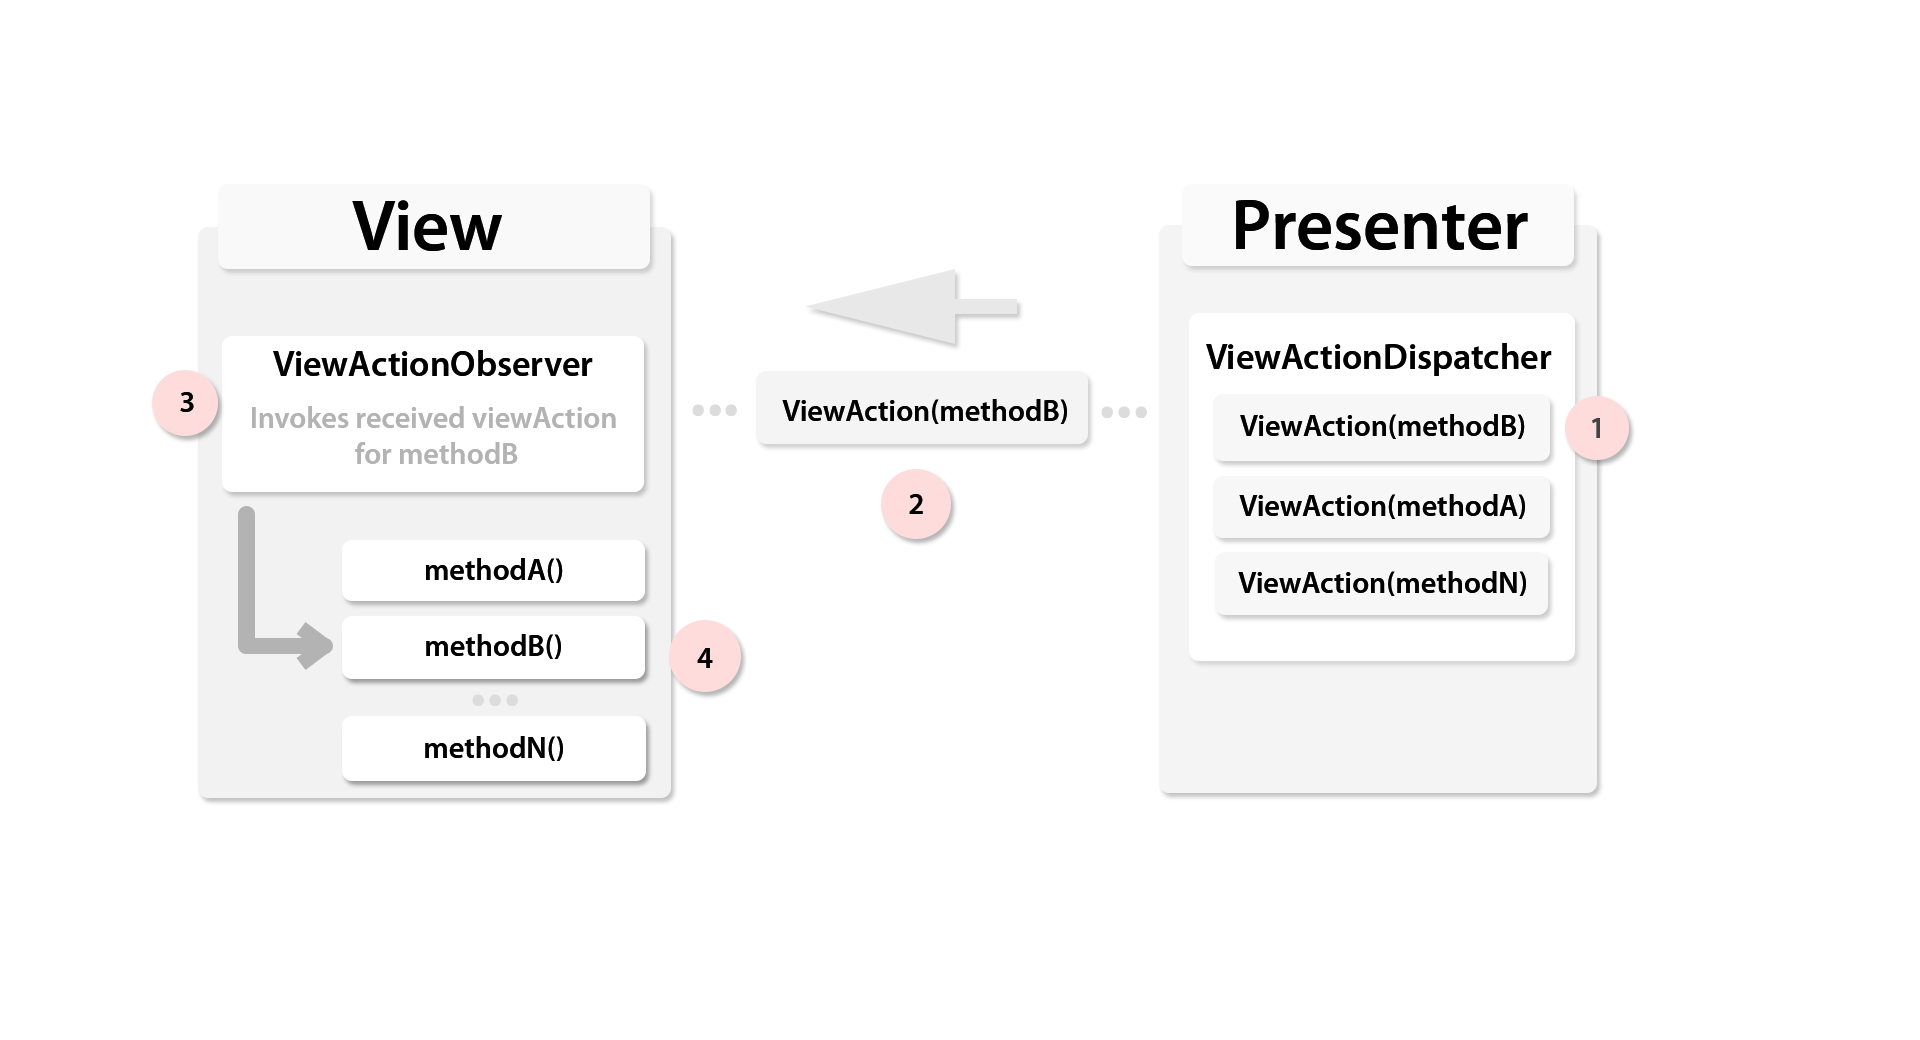 View
ViewActionObserver
Invokes received viewAction
for methodB
3
methodA()
methodB()
4
methodN()
ViewAction(methodB)
2
Presenter
ViewActionDispatcher
ViewAction(methodB)
1
ViewAction(methodA)
ViewAction(methodN)